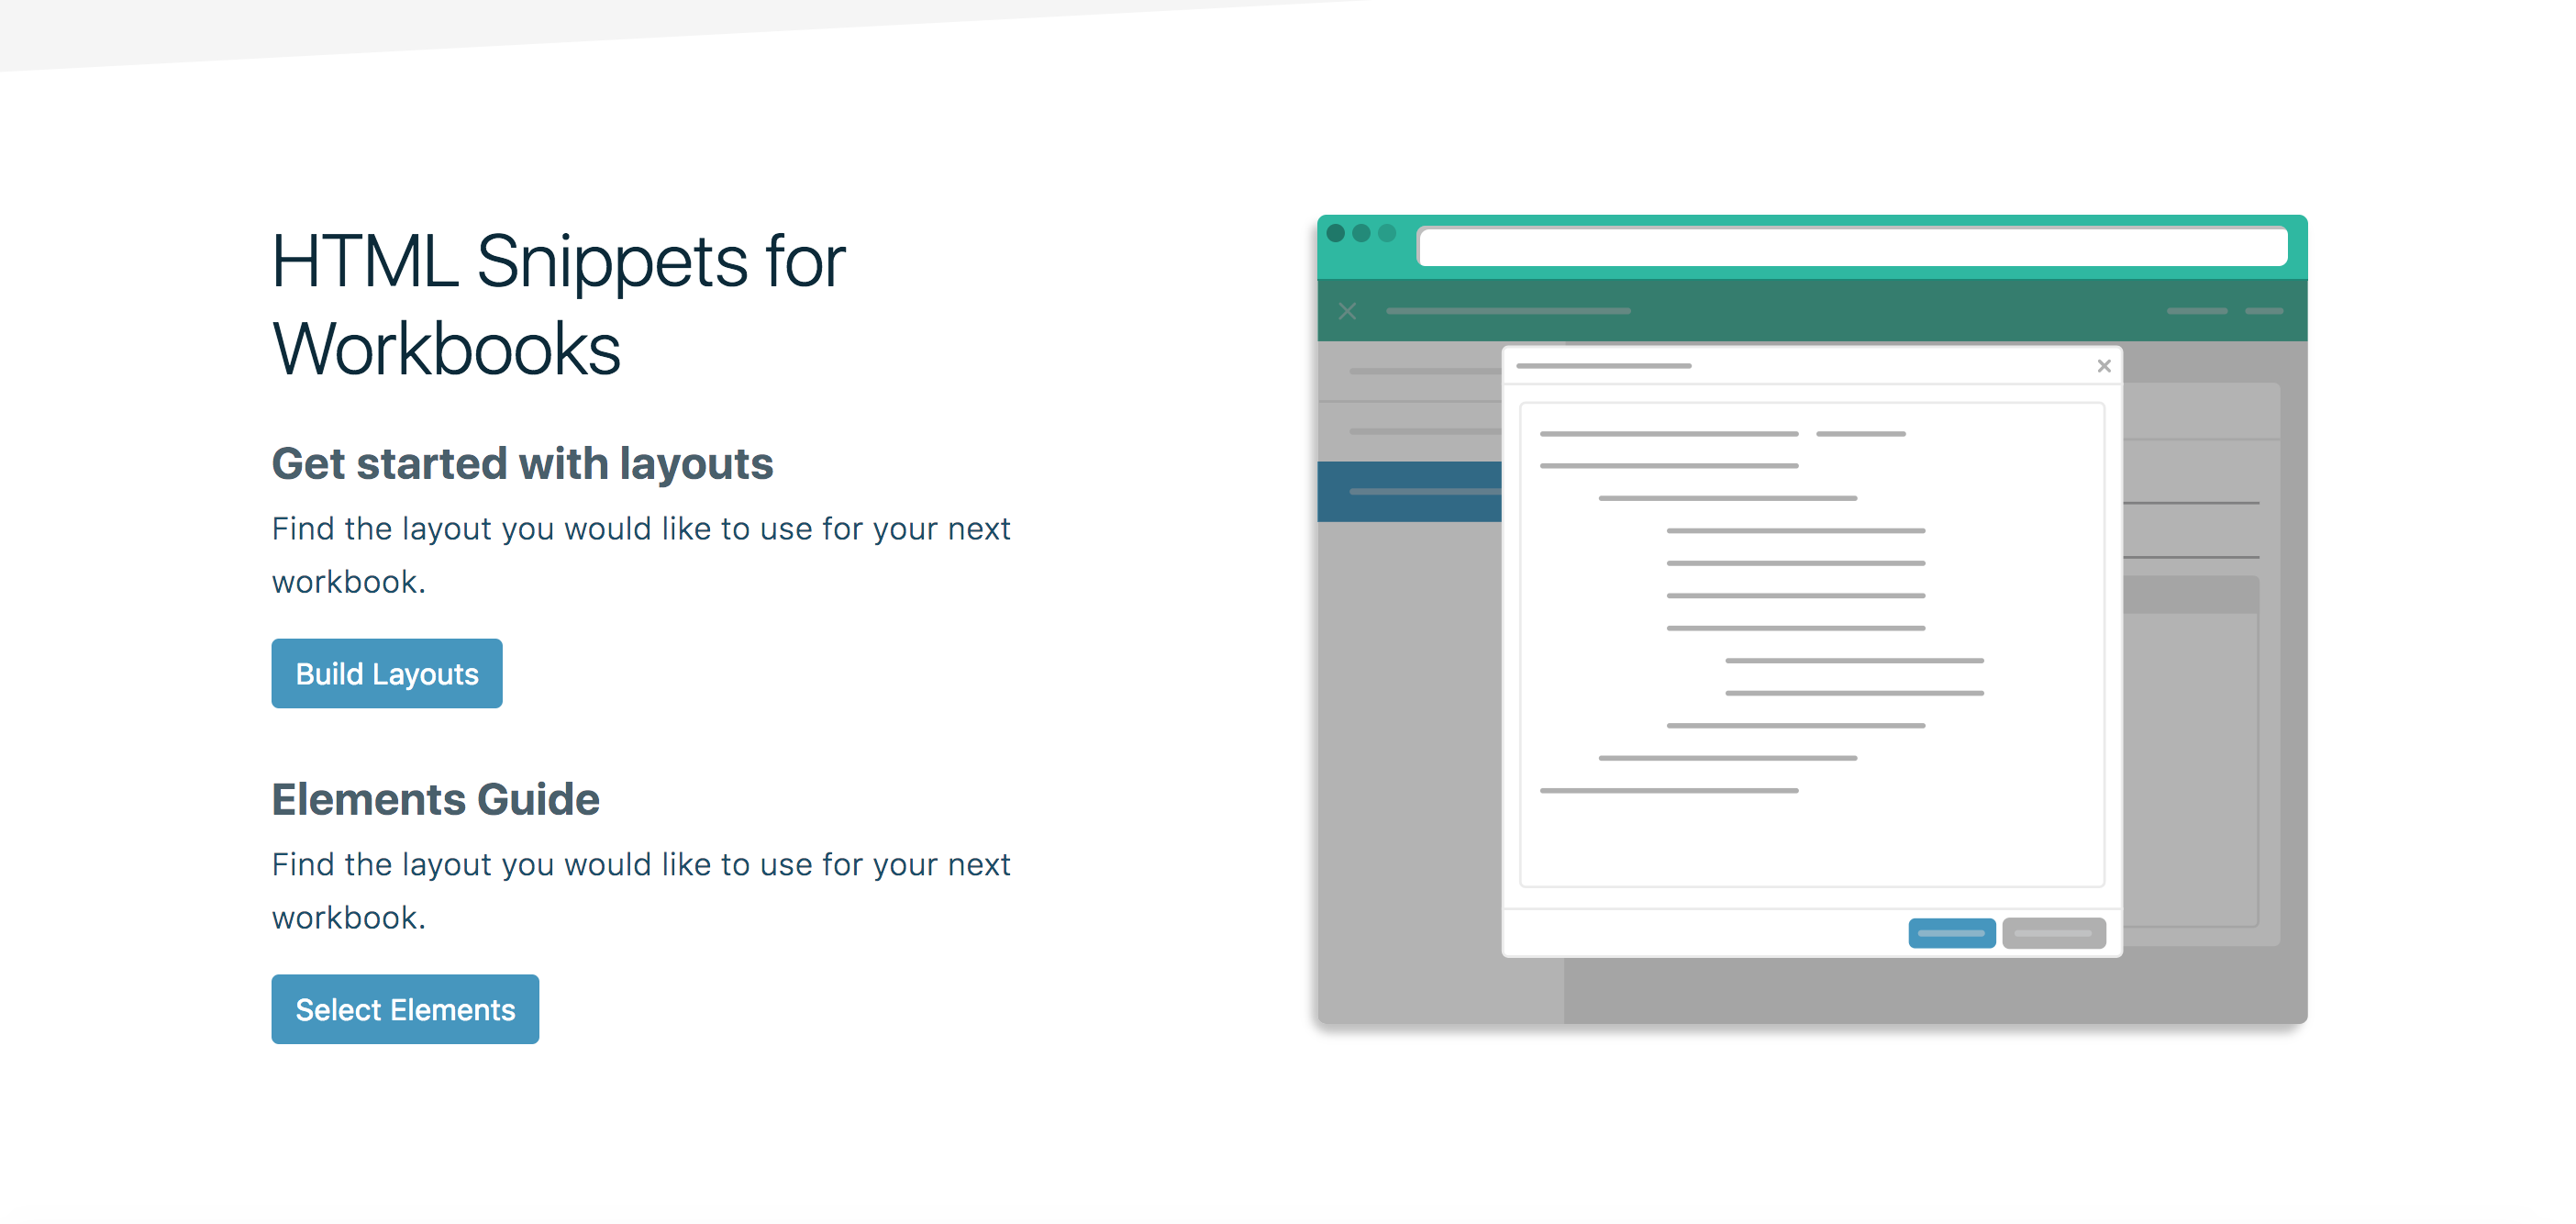 HTML Snippets for
Workbooks
Get started with layouts
Find the layout you would like to use for your next
workbook.
Build Layouts
Elements Guide
Find the layout you would like to use for your next
workbook.
Select Elements